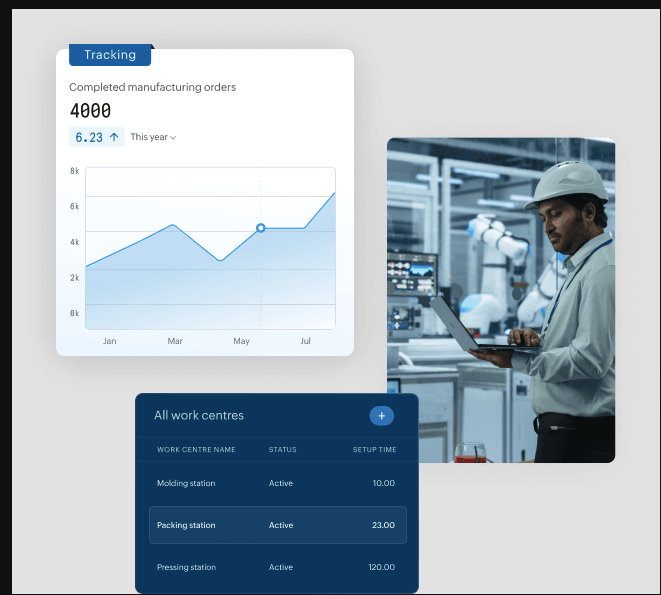 Tracking
Completed manufacturing orders
4000
6.23 ↑ This year
8k
6k
4k
2k
0k
Jan Mar May Jul
All work centres +
WORK CENTRE NAME STATUS SETUP TIME
Molding station Active 10.00
Packing station Active 23.00
Pressing station Active 120.00